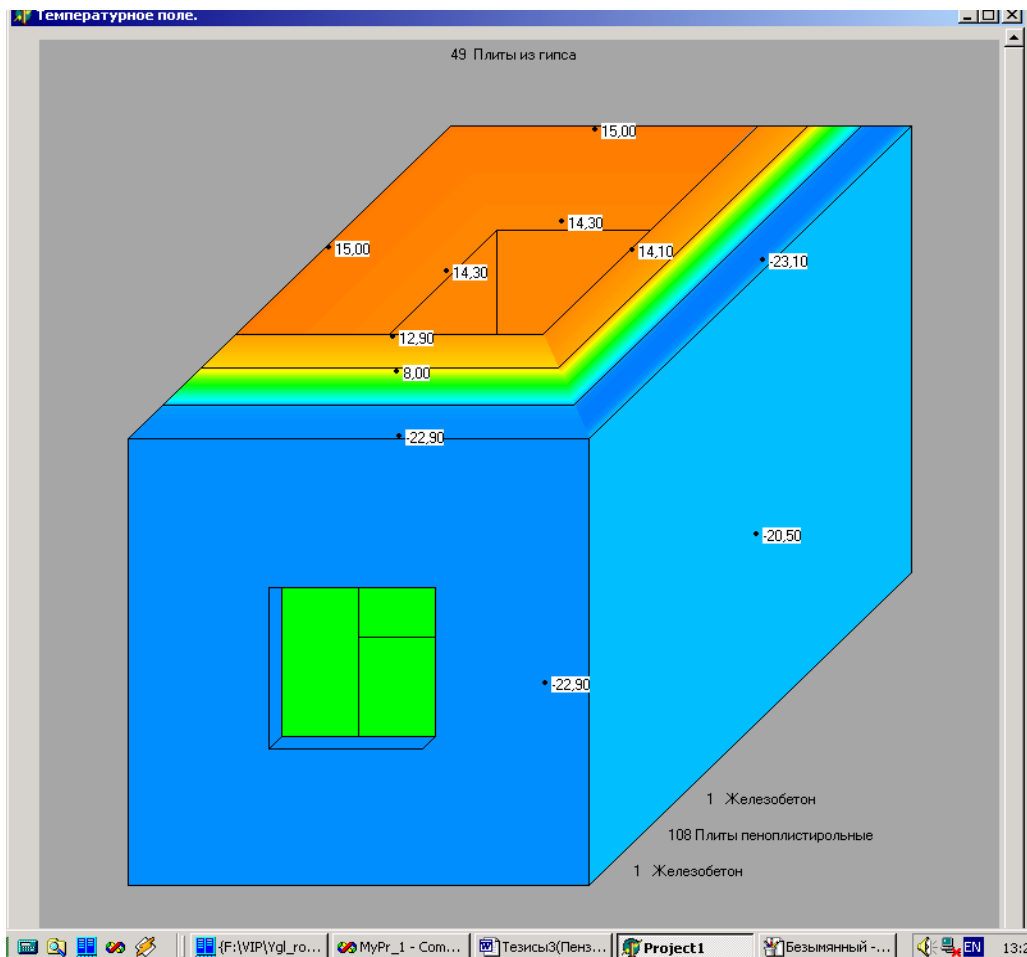 Температурное поле.
49 Плиты из гипса
15,00
14,30
15,00
14,10
-23,10
14,30
12,90
8,00
-22,90
-20,50
-22,90
1 Железобетон
108 Плиты пеноплистирольные
1 Железобетон
{F:\VIP\Ygl_ro... MyPr_1 - Com... Тезисы3(Пенз... Project1 Безымянный -... EN 13:2